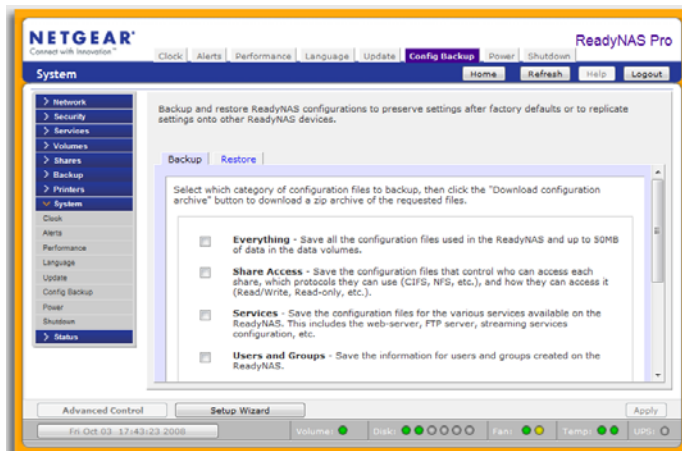 NETGEAR®
Connect with Innovation™
ReadyNAS Pro
Clock Alerts Performance Language Update Config Backup Power Shutdown
System
Home Refresh Help Logout
> Network
> Security
> Services
> Volumes
> Shares
> Backup
> Printers
System
Clock
Alerts
Performance
Language
Update
Config Backup
Power
Shutdown
> Status
Backup and restore ReadyNAS configurations to preserve settings after factory defaults or to replicate
settings onto other ReadyNAS devices.
Backup Restore
Select which category of configuration files to backup, then click the "Download configuration
archive" button to download a zip archive of the requested files.
Everything - Save all the configuration files used in the ReadyNAS and up to 50MB
of data in the data volumes.
Share Access - Save the configuration files that control who can access each
share, which protocols they can use (CIFS, NFS, etc.), and how they can access it
(Read/Write, Read-only, etc.).
Services - Save the configuration files for the various services available on the
ReadyNAS. This includes the web-server, FTP server, streaming services
configuration, etc.
Users and Groups - Save the information for users and groups created on the
ReadyNAS.
Advanced Control Setup Wizard Apply
Fri Oct 03 17:43:23 2008 Volume: Disk: Fan: Temp: UPS: